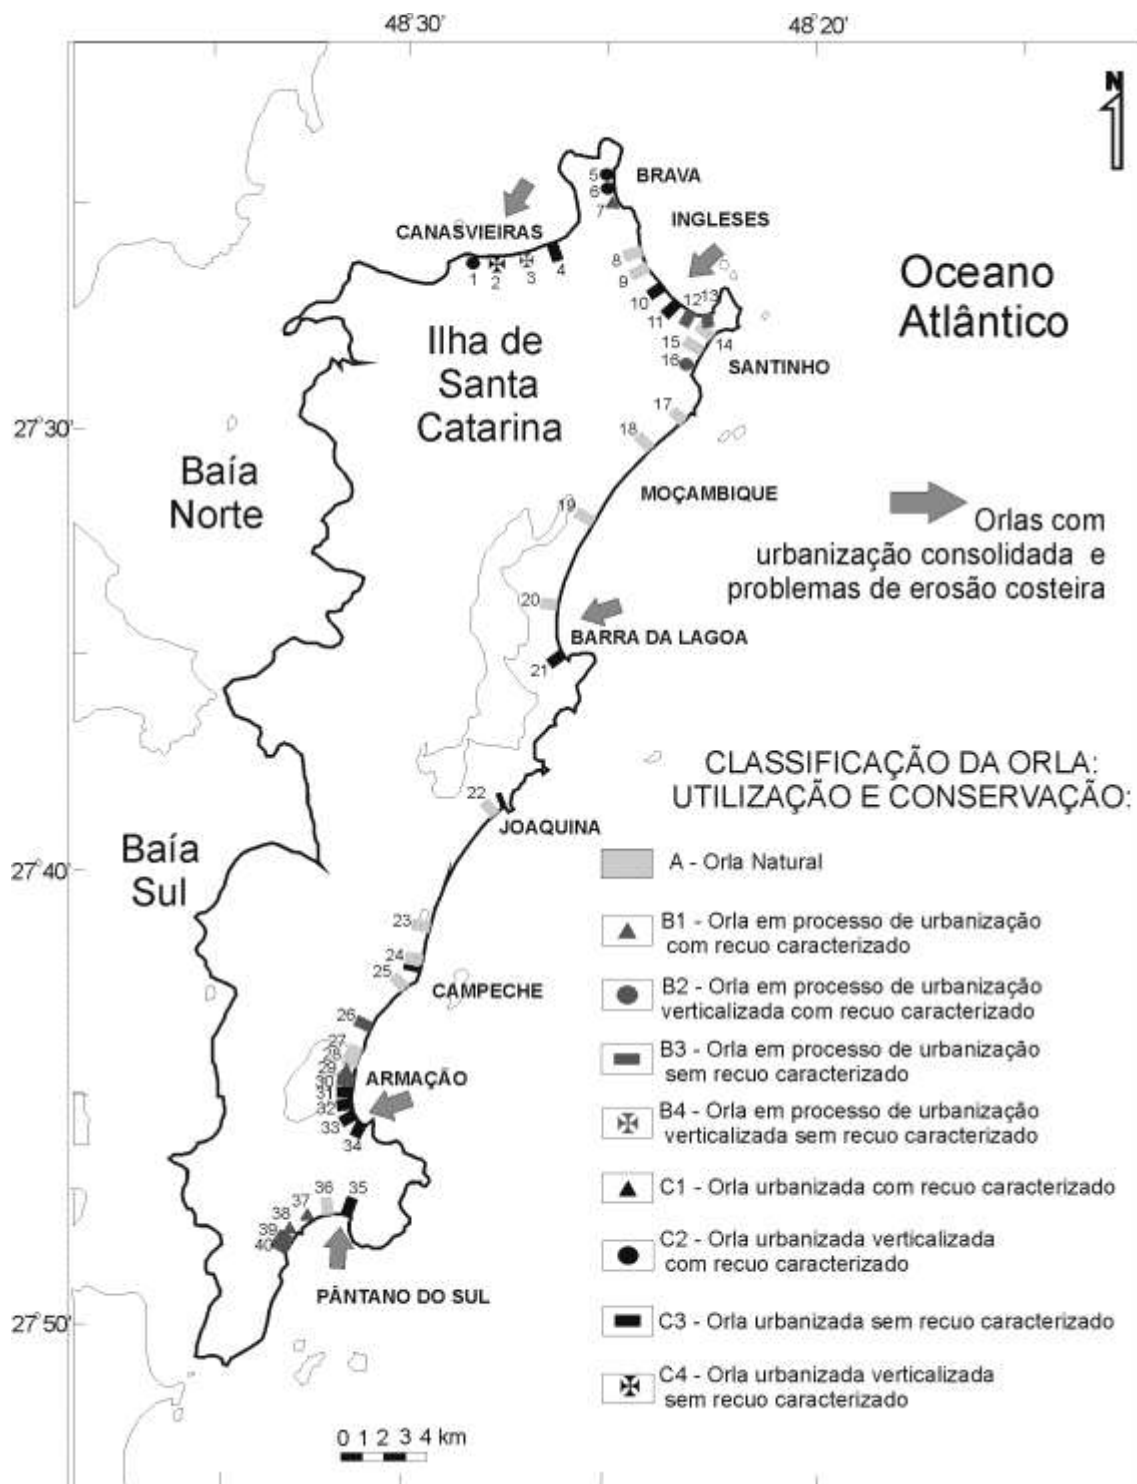 48°30'
48°20'
N
5
BRAVA
6
7
INGLESES
CANASVIEIRAS
1
2
3
4
8
9
10
11
12
13
14
15
16
SANTINHO
Oceano
Atlântico
Ilha de
Santa
Catarina
17
18
27°30'
Baía
Norte
MOÇAMBIQUE
19
Orlas com
urbanização consolidada e
problemas de erosão costeira
20
BARRA DA LAGOA
21
CLASSIFICAÇÃO DA ORLA:
UTILIZAÇÃO E CONSERVAÇÃO:
22
JOAQUINA
Baía
Sul
27°40'
A - Orla Natural
23
24
25
CAMPECHE
B1 - Orla em processo de urbanização
com recuo caracterizado
B2 - Orla em processo de urbanização
verticalizada com recuo caracterizado
26
27
28
29
30
31
32
33
34
ARMAÇÃO
B3 - Orla em processo de urbanização
sem recuo caracterizado
B4 - Orla em processo de urbanização
verticalizada sem recuo caracterizado
35
36
37
38
39
40
C1 - Orla urbanizada com recuo caracterizado
C2 - Orla urbanizada verticalizada
com recuo caracterizado
PÂNTANO DO SUL
27°50'
C3 - Orla urbanizada sem recuo caracterizado
C4 - Orla urbanizada verticalizada
sem recuo caracterizado
0 1 2 3 4 km